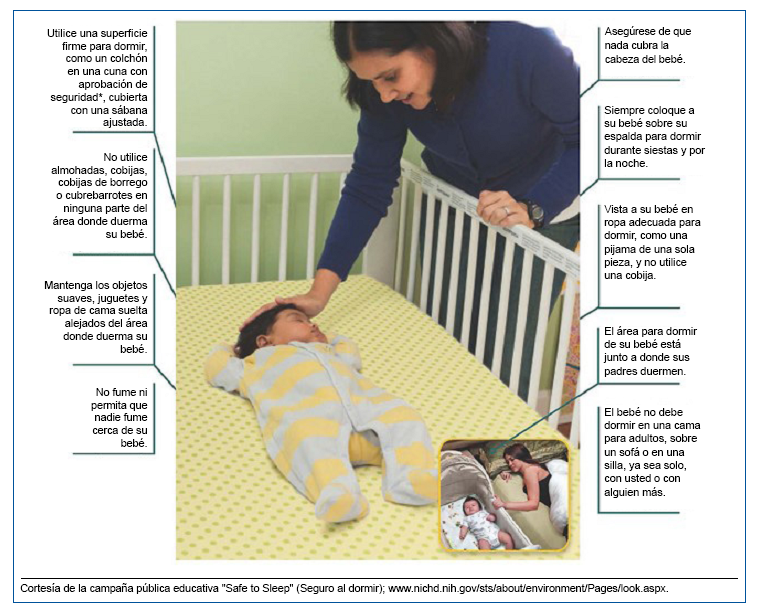 Utilice una superficie
firme para dormir,
como un colchón
en una cuna con
aprobación de
seguridad*, cubierta
con una sábana
ajustada.
No utilice
almohadas, cobijas,
cobijas de borrego
o cubrebarrotes en
ninguna parte del
área donde duerma
su bebé.
Mantenga los objetos
suaves, juguetes y
ropa de cama suelta
alejados del área
donde duerma su
bebé.
No fume ni
permita que
nadie fume
cerca de su
bebé.
Asegúrese de que
nada cubra la
cabeza del bebé.
Siempre coloque a
su bebé sobre su
espalda para dormir
durante siestas y por
la noche.
Vista a su bebé en
ropa adecuada para
dormir, como una
pijama de una sola
pieza, y no utilice
una cobija.
El área para dormir
de su bebé está
junto a donde sus
padres duermen.
El bebé no debe
dormir en una cama
para adultos, sobre
un sofá o en una
silla, ya sea solo,
con usted o con
alguien más.
Cortesía de la campaña pública educativa "Safe to Sleep" (Seguro al dormir); www.nichd.nih.gov/sts/about/environment/Pages/look.aspx.